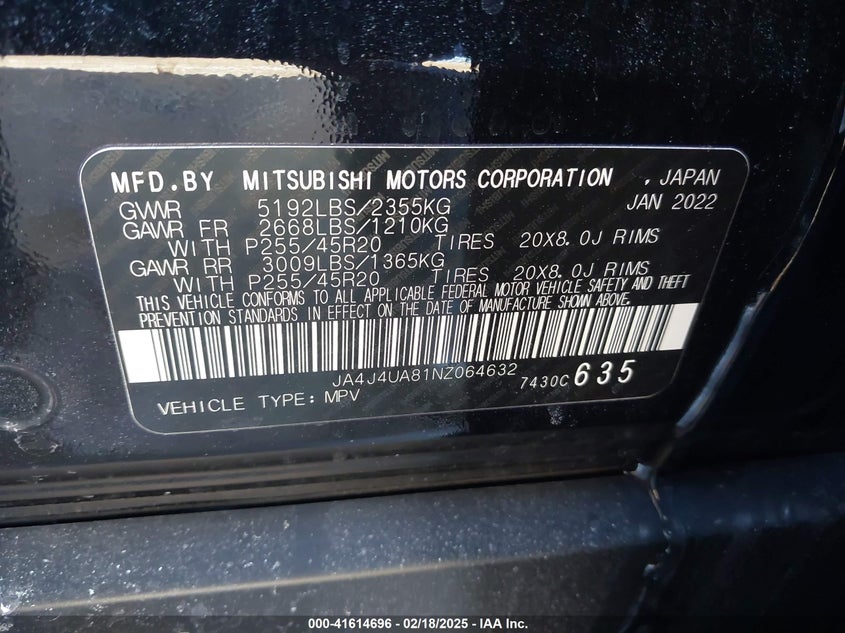 MFD.BY MITSUBISHI MOTORS CORPORATION , JAPAN
GVWR 5192LBS/2355KG JAN 2022
GAWR FR 2668LBS/1210KG
WITH P255/45R20 TIRES 20X8.0J RIMS
GAWR RR 3009LBS/1365KG
WITH P255/45R20 TIRES 20X8.0J RIMS
THIS VEHICLE CONFORMS TO ALL APPLICABLE FEDERAL MOTOR VEHICLE SAFETY AND THEFT
PREVENTION STANDARDS IN EFFECT ON THE DATE OF MANUFACTURE SHOWN ABOVE.
JA4J4UA81NZ064632
7430C 635
VEHICLE TYPE: MPV
000-41614696 - 02/18/2025 - IAA Inc.